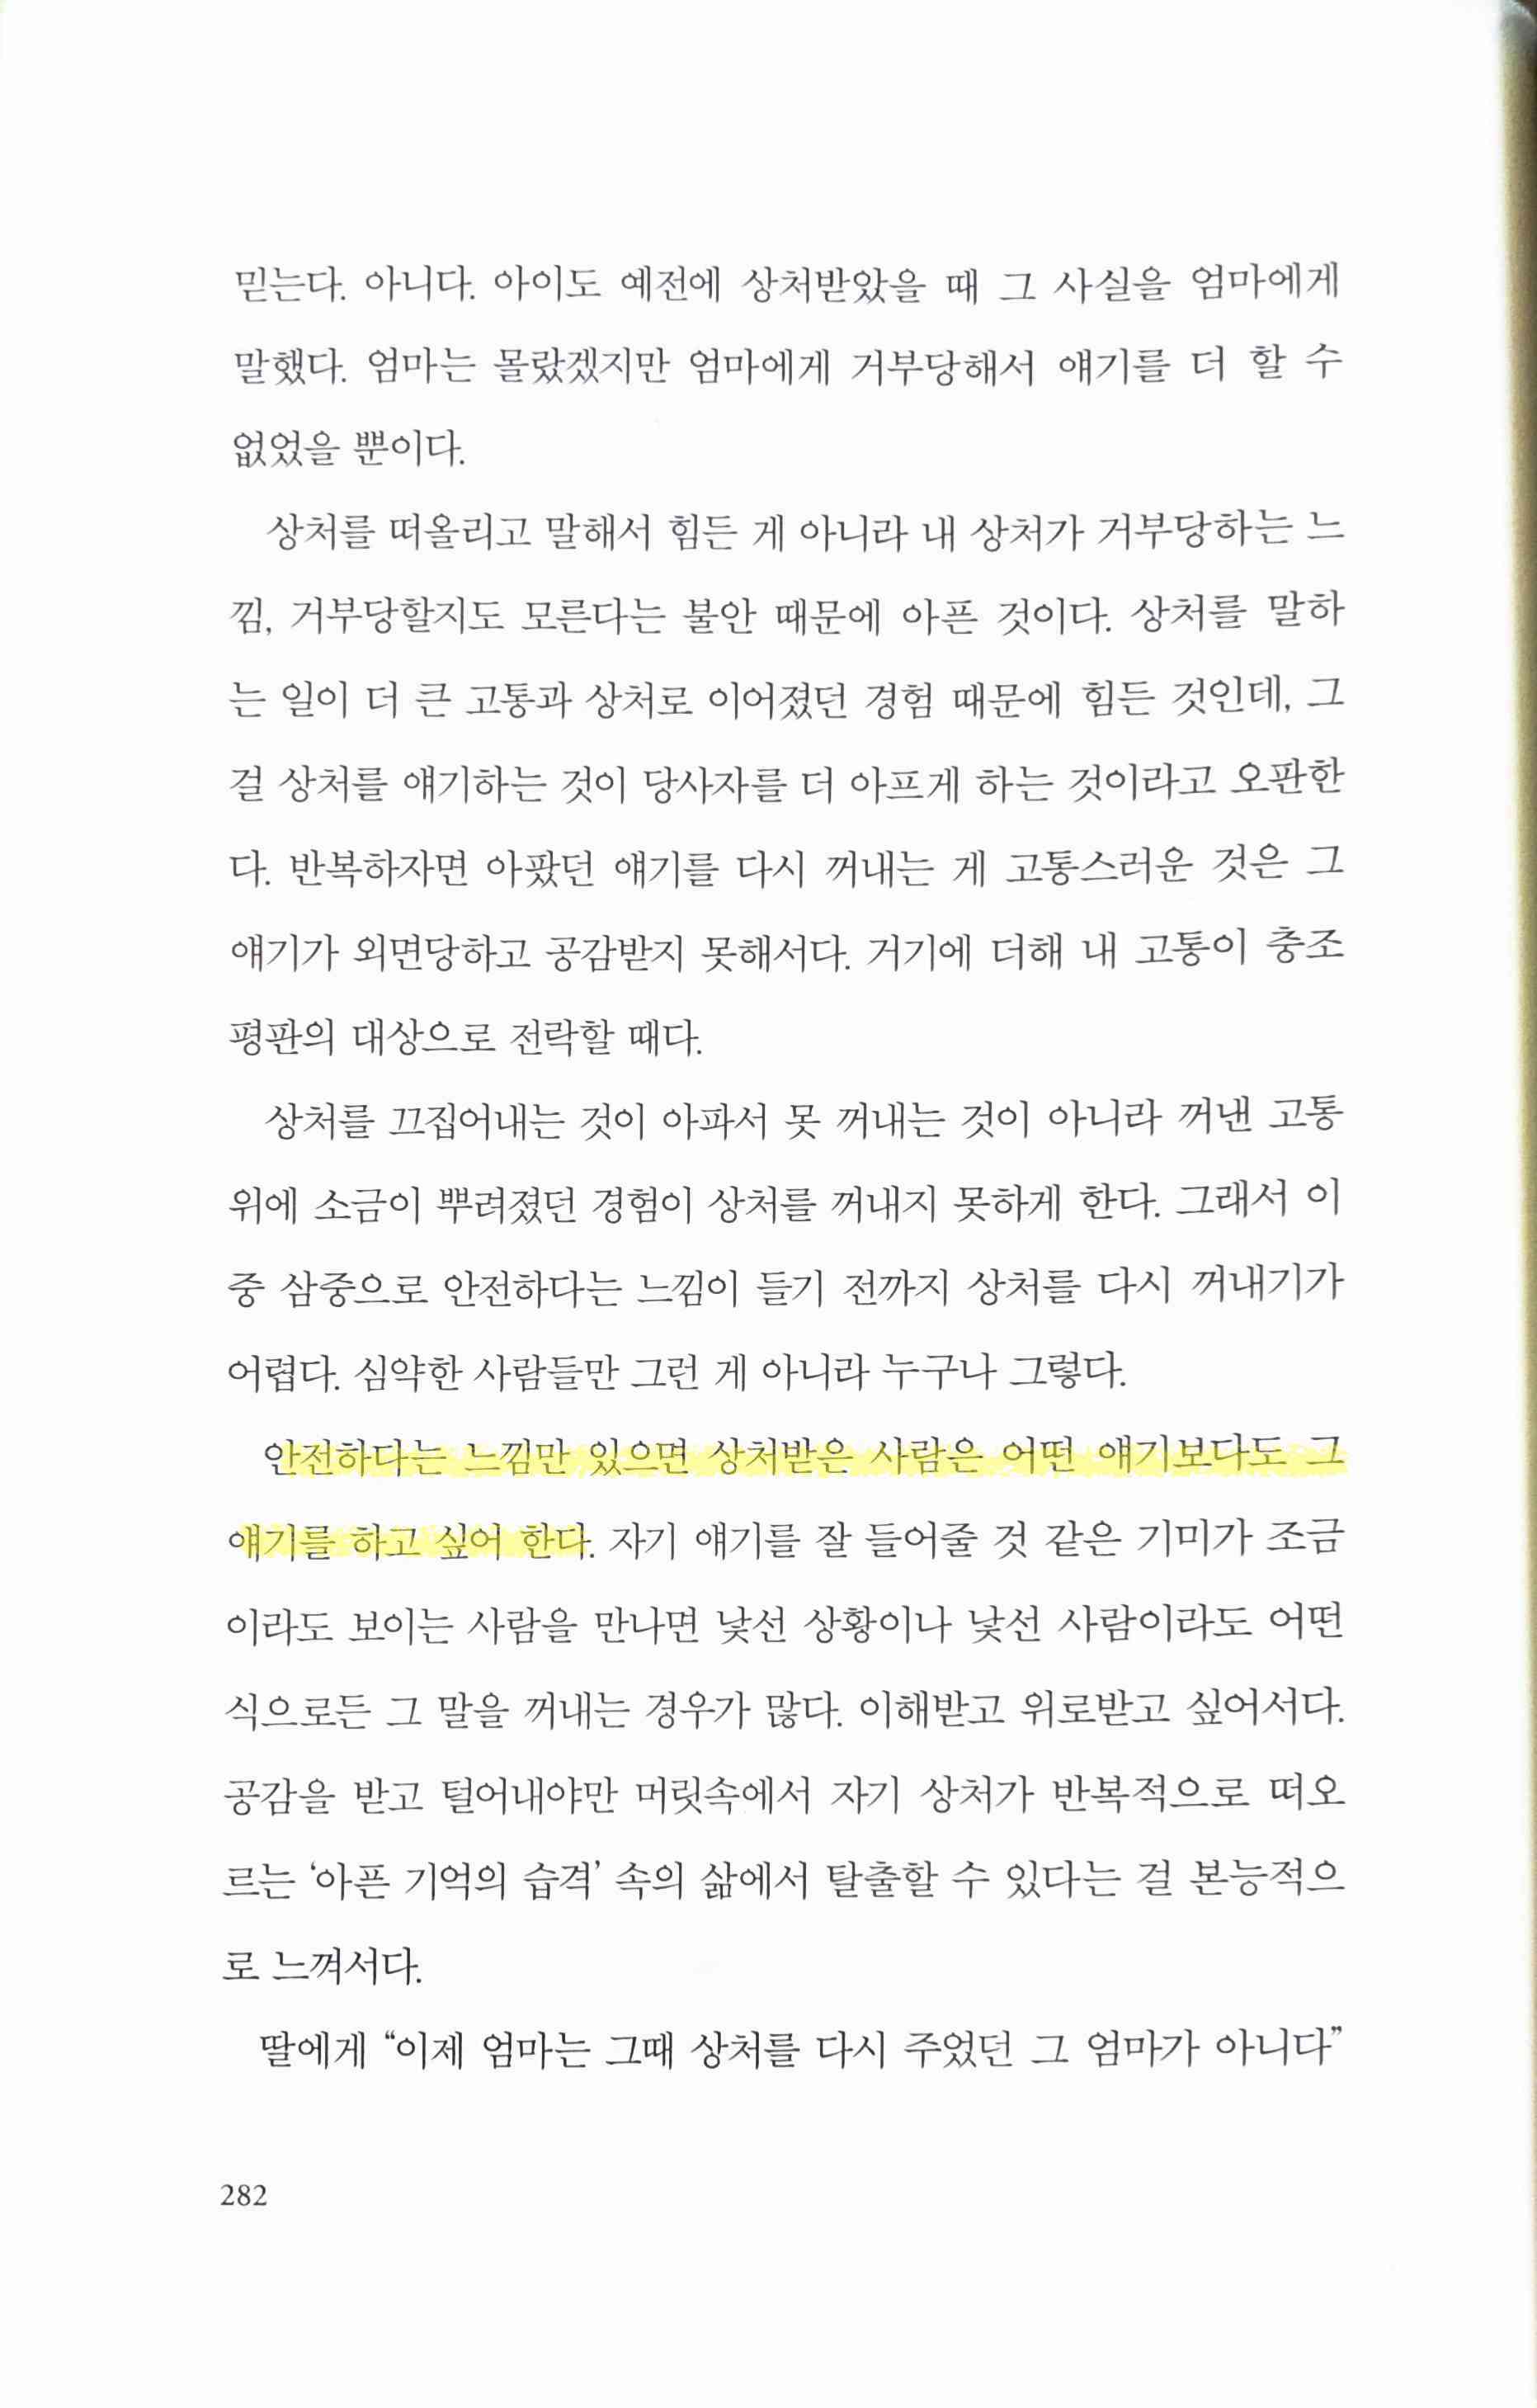 믿는다. 아니다. 아이도 예전에 상처받았을 때 그 사실을 엄마에게
말했다. 엄마는 몰랐겠지만 엄마에게 거부당해서 얘기를 더 할 수
없었을 뿐이다.
상처를 떠올리고 말해서 힘든 게 아니라 내 상처가 거부당하는 느
낌, 거부당할지도 모른다는 불안 때문에 아픈 것이다. 상처를 말하
는 일이 더 큰 고통과 상처로 이어졌던 경험 때문에 힘든 것인데, 그
걸 상처를 얘기하는 것이 당사자를 더 아프게 하는 것이라고 오판한
다. 반복하자면 아팠던 얘기를 다시 꺼내는 게 고통스러운 것은 그
얘기가 외면당하고 공감받지 못해서다. 거기에 더해 내 고통이 충조
평판의 대상으로 전락할 때다.
상처를 끄집어내는 것이 아파서 못 꺼내는 것이 아니라 꺼낸 고통
위에 소금이 뿌려졌던 경험이 상처를 꺼내지 못하게 한다. 그래서 이
중 삼중으로 안전하다는 느낌이 들기 전까지 상처를 다시 꺼내기가
어렵다. 심약한 사람들만 그런 게 아니라 누구나 그렇다.
안전하다는 느낌만 있으면 상처받은 사람은 어떤 얘기보다도 그
얘기를 하고 싶어 한다. 자기 얘기를 잘 들어줄 것 같은 기미가 조금
이라도 보이는 사람을 만나면 낯선 상황이나 낯선 사람이라도 어떤
식으로든 그 말을 꺼내는 경우가 많다. 이해받고 위로받고 싶어서다.
공감을 받고 털어내야만 머릿속에서 자기 상처가 반복적으로 떠오
르는 ‘아픈 기억의 습격’ 속의 삶에서 탈출할 수 있다는 걸 본능적으
로 느껴서다.
딸에게 “이제 엄마는 그때 상처를 다시 주었던 그 엄마가 아니다”
282